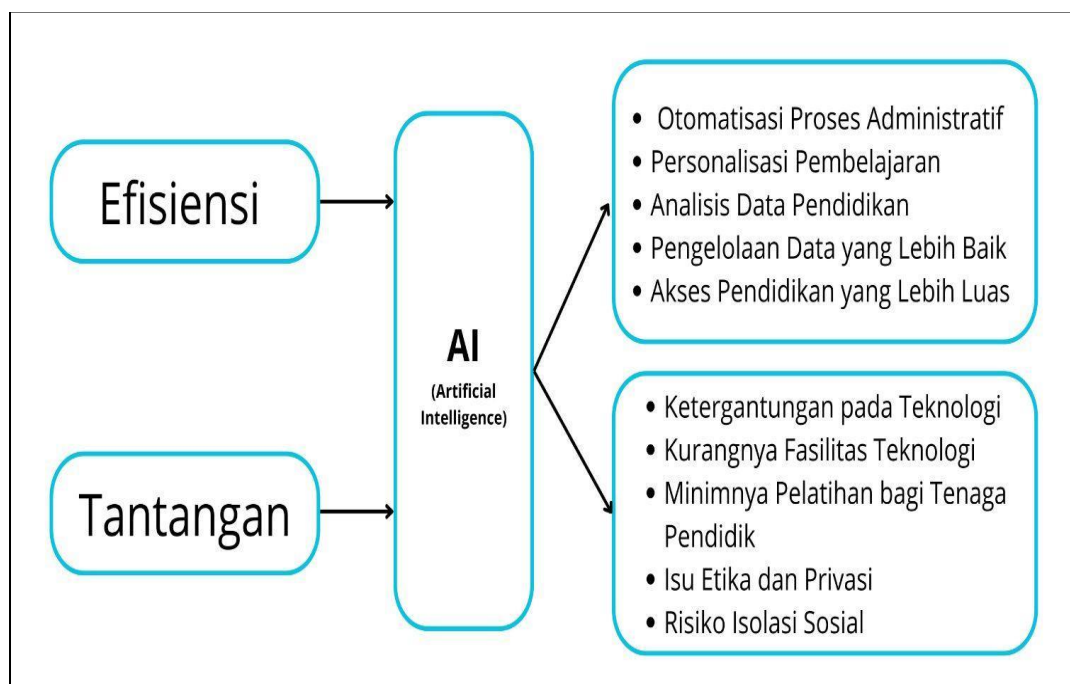 Efisiensi
Tantangan
AI
(Artificial
Intelligence)
• Otomatisasi Proses Administratif
• Personalisasi Pembelajaran
• Analisis Data Pendidikan
• Pengelolaan Data yang Lebih Baik
• Akses Pendidikan yang Lebih Luas
• Ketergantungan pada Teknologi
• Kurangnya Fasilitas Teknologi
• Minimnya Pelatihan bagi Tenaga
Pendidik
• Isu Etika dan Privasi
• Risiko Isolasi Sosial